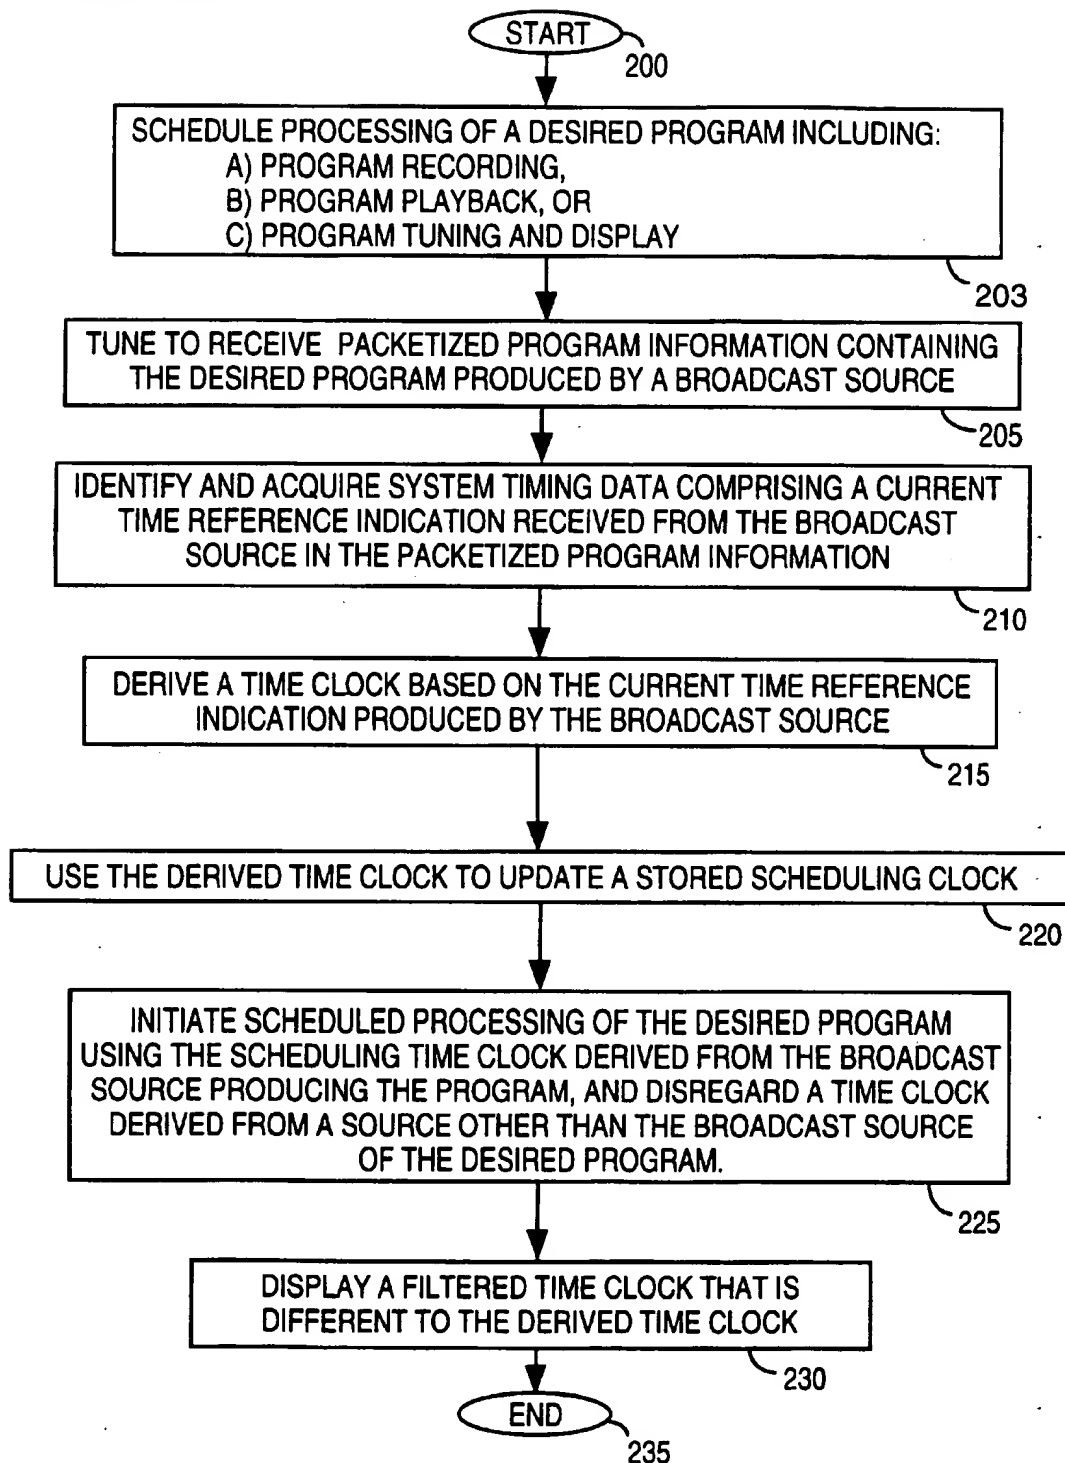 START
200
SCHEDULE PROCESSING OF A DESIRED PROGRAM INCLUDING:
A) PROGRAM RECORDING,
B) PROGRAM PLAYBACK, OR
C) PROGRAM TUNING AND DISPLAY
203
TUNE TO RECEIVE PACKETIZED PROGRAM INFORMATION CONTAINING
THE DESIRED PROGRAM PRODUCED BY A BROADCAST SOURCE
205
IDENTIFY AND ACQUIRE SYSTEM TIMING DATA COMPRISING A CURRENT
TIME REFERENCE INDICATION RECEIVED FROM THE BROADCAST
SOURCE IN THE PACKETIZED PROGRAM INFORMATION
210
DERIVE A TIME CLOCK BASED ON THE CURRENT TIME REFERENCE
INDICATION PRODUCED BY THE BROADCAST SOURCE
215
USE THE DERIVED TIME CLOCK TO UPDATE A STORED SCHEDULING CLOCK
220
INITIATE SCHEDULED PROCESSING OF THE DESIRED PROGRAM
USING THE SCHEDULING TIME CLOCK DERIVED FROM THE BROADCAST
SOURCE PRODUCING THE PROGRAM, AND DISREGARD A TIME CLOCK
DERIVED FROM A SOURCE OTHER THAN THE BROADCAST SOURCE
OF THE DESIRED PROGRAM.
225
DISPLAY A FILTERED TIME CLOCK THAT IS
DIFFERENT TO THE DERIVED TIME CLOCK
230
END
235